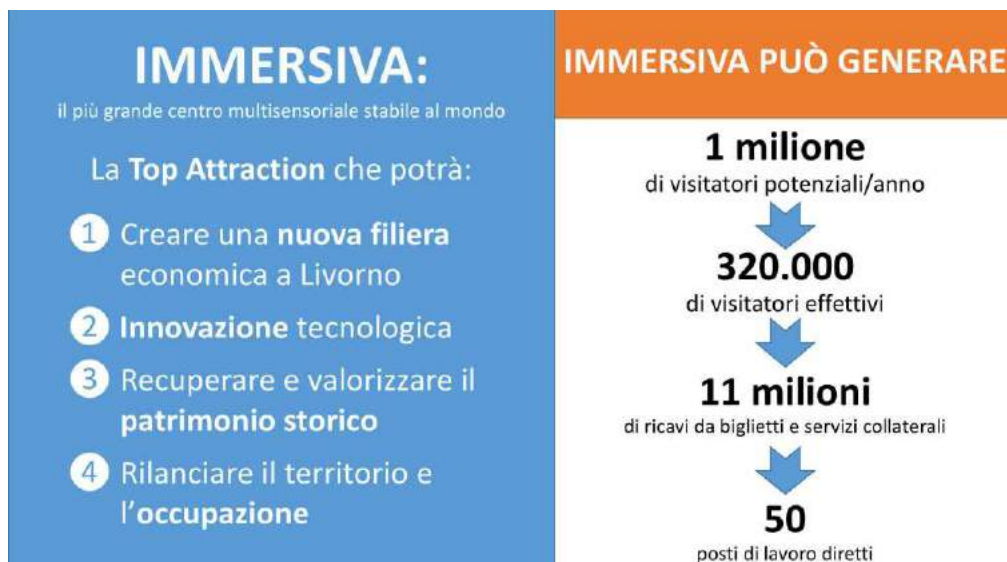 IMMERSIVA:
il più grande centro multisensoriale stabile al mondo
La Top Attraction che potrà:
1 Creare una nuova filiera
economica a Livorno
2 Innovazione tecnologica
3 Recuperare e valorizzare il
patrimonio storico
4 Rilanciare il territorio e
l'occupazione
IMMERSIVA PUÒ GENERARE
1 milione
di visitatori potenziali/anno
320.000
di visitatori effettivi
11 milioni
di ricavi da biglietti e servizi collaterali
50
posti di lavoro diretti